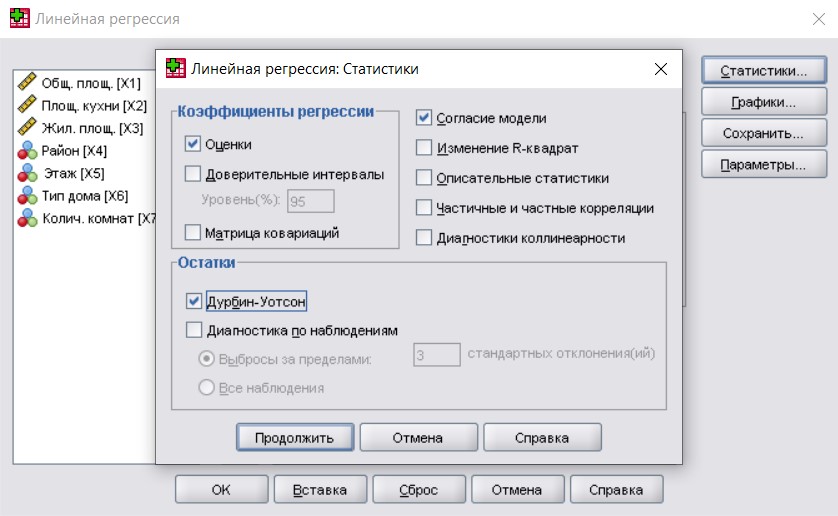 Линейная регрессия
Линейная регрессия: Статистики
Общ. площ. [X1]
Площ. кухни [X2]
Жил. площ. [X3]
Район [X4]
Этаж [X5]
Тип дома [X6]
Колич. комнат [X7
Коэффициенты регрессии
Оценки
Доверительные интервалы
Уровень(%): 95
Матрица ковариаций
Согласие модели
Изменение R-квадрат
Описательные статистики
Частичные и частные корреляции
Диагностики коллинеарности
Остатки
Дурбин-Уотсон
Диагностика по наблюдениям
Выбросы за пределами: 3 стандартных отклонения(ий)
Все наблюдения
Продолжить
Отмена
Справка
Статистики...
Графики...
Сохранить...
Параметры...
OK
Вставка
Сброс
Отмена
Справка